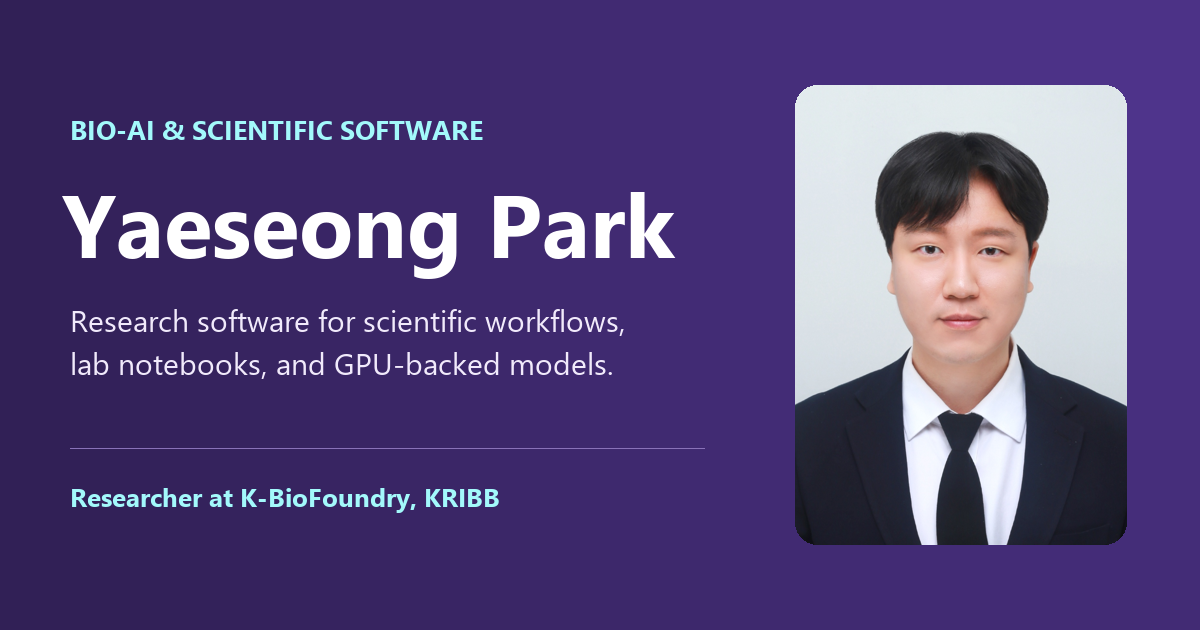 BIO-AI & SCIENTIFIC SOFTWARE
Yaeseong Park
Research software for scientific workflows,
lab notebooks, and GPU-backed models.
Researcher at K-BioFoundry, KRIBB